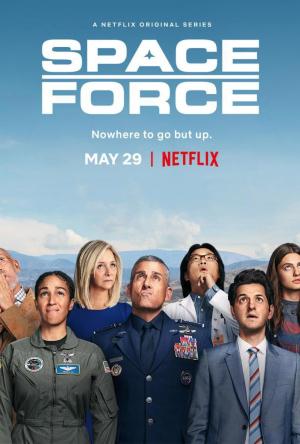 A NETFLIX ORIGINAL SERIES
SPACE
FORCE
Nowhere to go but up.
MAY 29 | NETFLIX